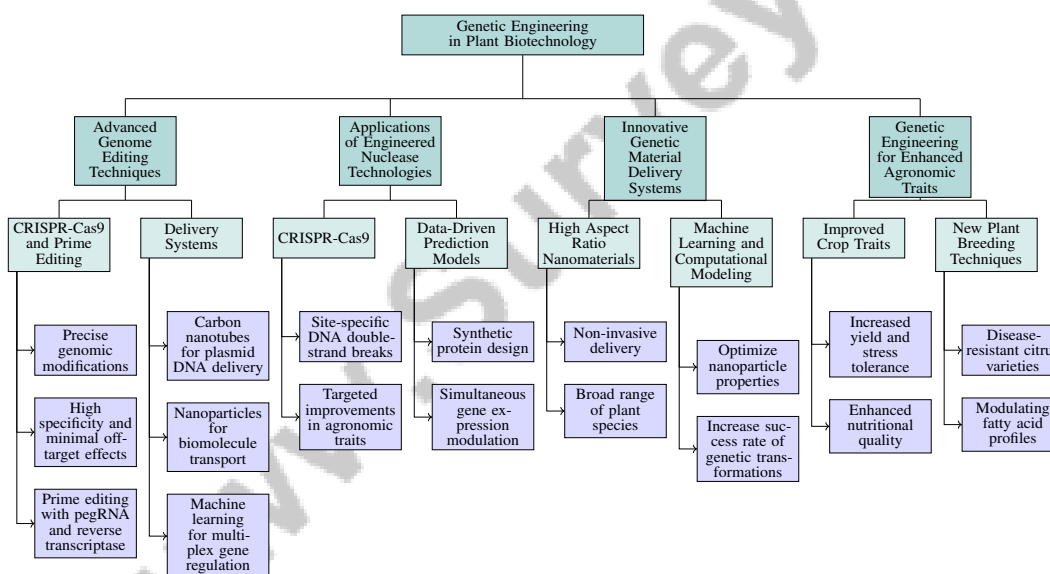 Genetic Engineering
in Plant Biotechnology
Advanced
Genome
Editing
Techniques
Applications
of Engineered
Nuclease
Technologies
Innovative
Genetic
Material
Delivery
Systems
Genetic
Engineering
for Enhanced
Agronomic
Traits
CRISPR-Cas9
and Prime
Editing
Delivery
Systems
CRISPR-Cas9
Data-Driven
Prediction
Models
High Aspect
Ratio
Nanomaterials
Machine
Learning and
Computational
Modeling
Improved
Crop Traits
New Plant
Breeding
Techniques
Precise
genomic
modifications
High
specificity and
minimal off-
target effects
Prime editing
with pegRNA
and reverse
transcriptase
Carbon
nanotubes
for plasmid
DNA delivery
Nanoparticles
for
biomolecule
transport
Machine
learning
for multi-
plex gene
regulation
Site-specific
DNA double-
strand breaks
Targeted
improvements
in agronomic
traits
Synthetic
protein design
Simultaneous
gene ex-
pression
modulation
Non-invasive
delivery
Broad range
of plant
species
Optimize
nanoparticle
properties
Increase suc-
cess rate of
genetic trans-
formations
Increased
yield and
stress
tolerance
Enhanced
nutritional
quality
Disease-
resistant citru
varieties
Modulating
fatty acid
profiles
www.Survey